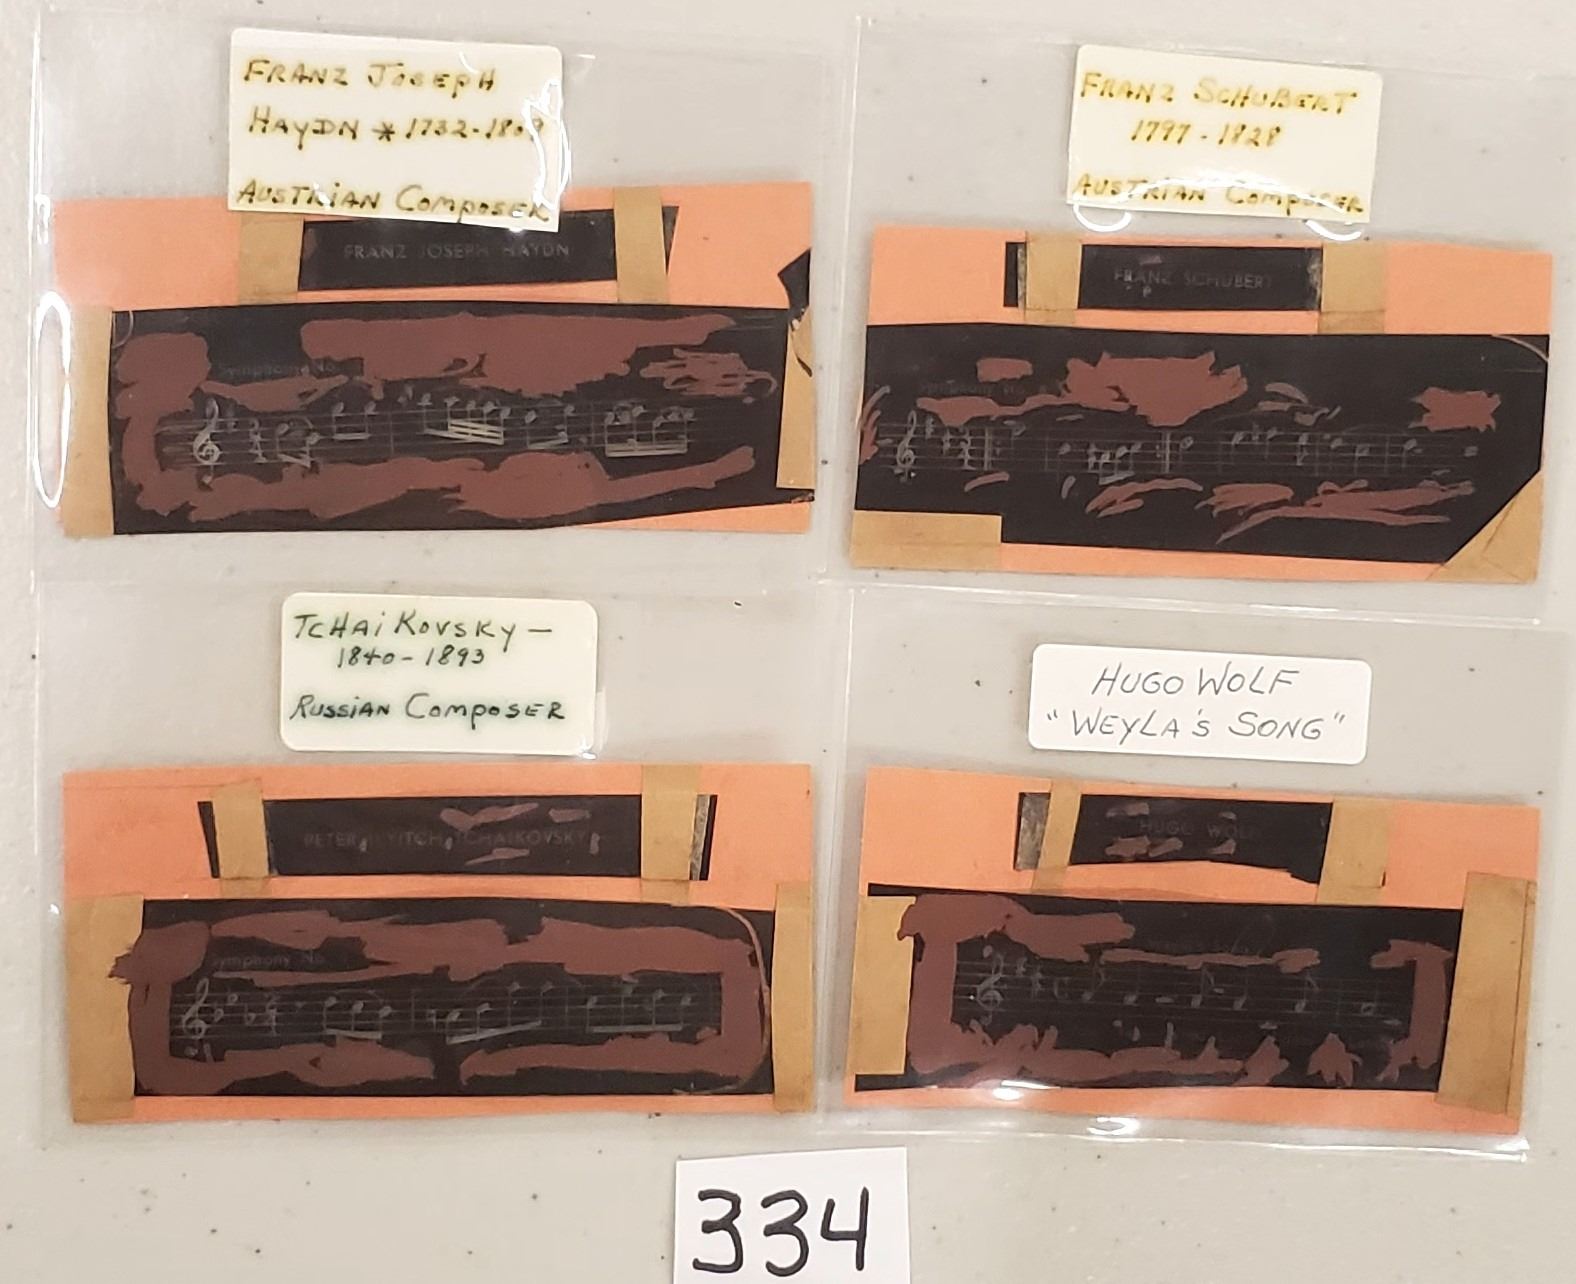 FRANZ JOSEPH
HAYDN * 1732-1809
AUSTRIAN COMPOSER
FRANZ JOSEPH HAYDN
Symphony No.
FRANZ SCHUBERT
1797 - 1828
AUSTRIAN COMPOSER
FRANZ SCHUBERT
TCHAIKOVSKY —
1840 - 1893
RUSSIAN COMPOSER
PETER ILYITCH TCHAIKOVSKY
Symphony No.
HUGO WOLF
"WEYLA'S SONG"
HUGO WOLF
334